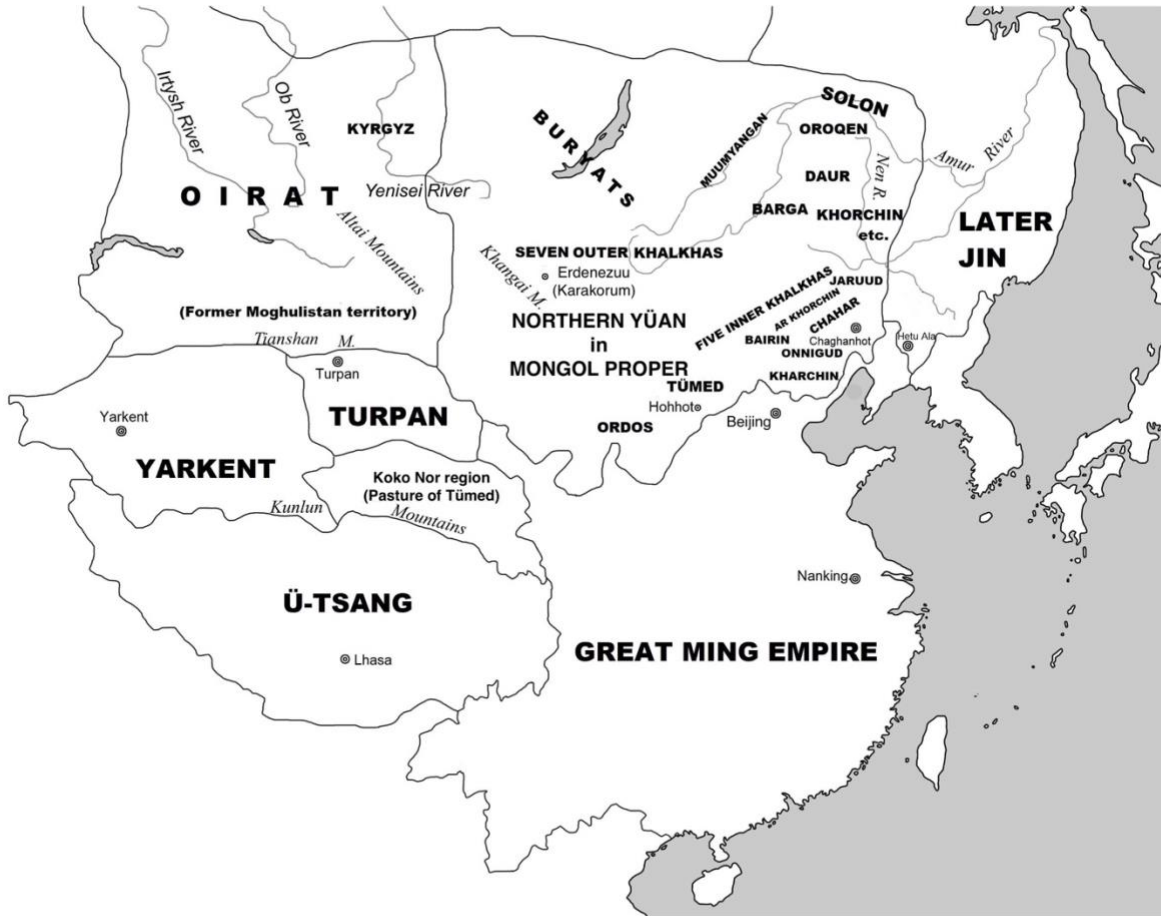 Irtysh River
Ob River
KYRGYZ
OIRAT
Yenisei River
Altai Mountains
(Former Moghulistan territory)
Tianshan M.
Turpan
TURPAN
Yarkent
YARKENT
Koko Nor region
(Pasture of Tümed)
Kunlun Mountains
Ü-TSANG
Lhasa
BURYATS
MUUMYANGAN
SOLON
OROQEN
DAUR
Nen R.
BARGA
KHORCHIN
etc.
Amur River
LATER
JIN
SEVEN OUTER KHALKHAS
Khangai M.
Erdenezuu
(Karakorum)
NORTHERN YÜAN
in
MONGOL PROPER
FIVE INNER KHALKHAS
JARUUD
AR KHORCHIN
CHAHAR
BAIRIN
Chaghanhot
ONNIGUD
Hetu Ala
KHARCHIN
TÜMED
Hohhot
ORDOS
Beijing
Nanking
GREAT MING EMPIRE